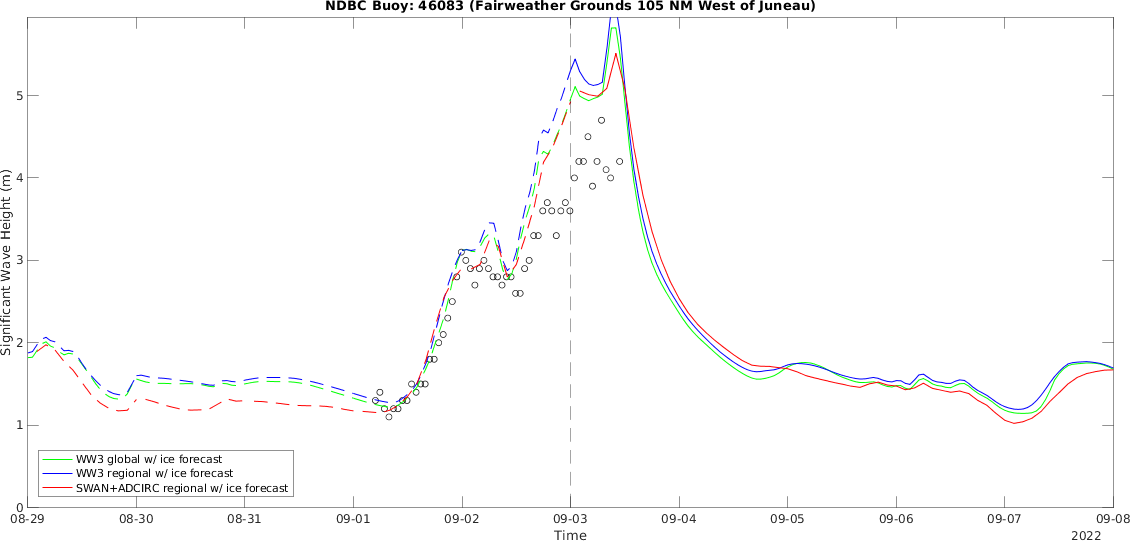 NDBC Buoy: 46083 (Fairweather Grounds 105 NM West of Juneau)
Significant Wave Height (m)
5
4
3
2
1
0
WW3 global w/ ice forecast
WW3 regional w/ ice forecast
SWAN+ADCIRC regional w/ ice forecast
08-29 08-30 08-31 09-01 09-02 09-03 09-04 09-05 09-06 09-07 09-08
Time
2022